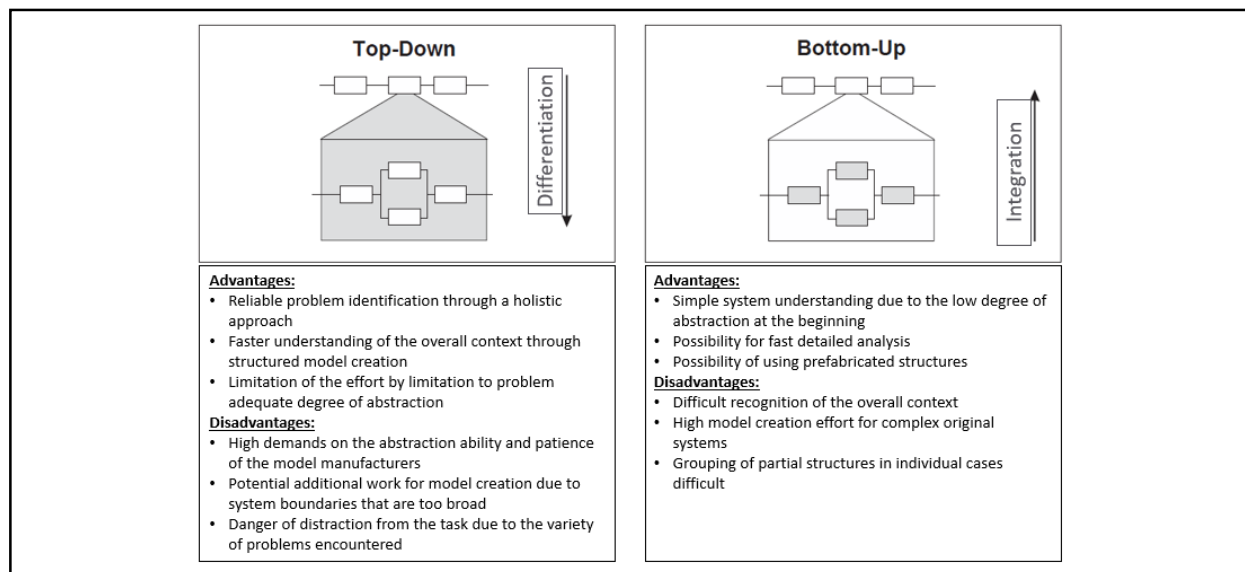 Top-Down
Differentiation
Advantages:
• Reliable problem identification through a holistic
approach
• Faster understanding of the overall context through
structured model creation
• Limitation of the effort by limitation to problem
adequate degree of abstraction
Disadvantages:
• High demands on the abstraction ability and patience
of the model manufacturers
• Potential additional work for model creation due to
system boundaries that are too broad
• Danger of distraction from the task due to the variety
of problems encountered
Bottom-Up
Integration
Advantages:
• Simple system understanding due to the low degree of
abstraction at the beginning
• Possibility for fast detailed analysis
• Possibility of using prefabricated structures
Disadvantages:
• Difficult recognition of the overall context
• High model creation effort for complex original
systems
• Grouping of partial structures in individual cases
difficult